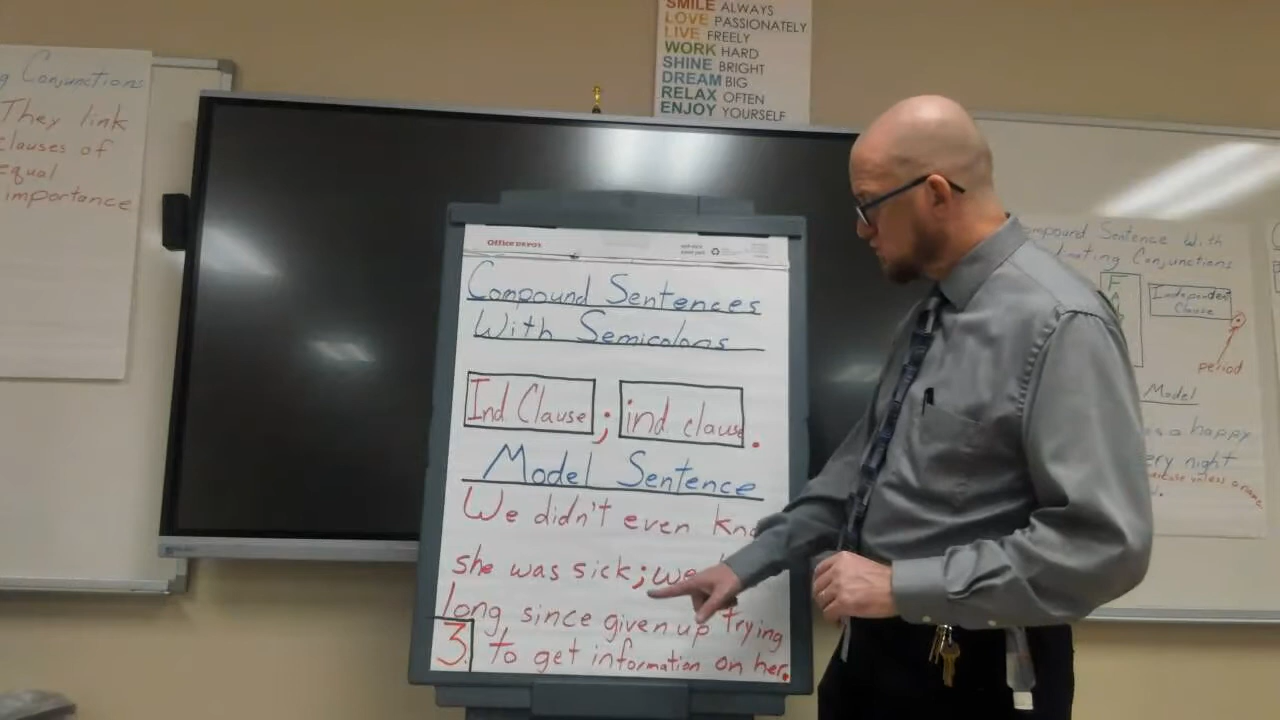 SMILE ALWAYS
LOVE PASSIONATELY
LIVE FREELY
WORK HARD
SHINE BRIGHT
DREAM BIG
RELAX OFTEN
ENJOY YOURSELF
g Conjunctions
They link
clauses of
equal
importance
Office DEPOT
Compound Sentences
With Semicolons
Ind Clause ; ind clause.
Model Sentence
We didn't even kno
she was sick; we
long since given up trying
3. to get information on her.
ompound Sentence With
dinating Conjunctions
F
A
Independent
Clause
period
Model
s a happy
ery night